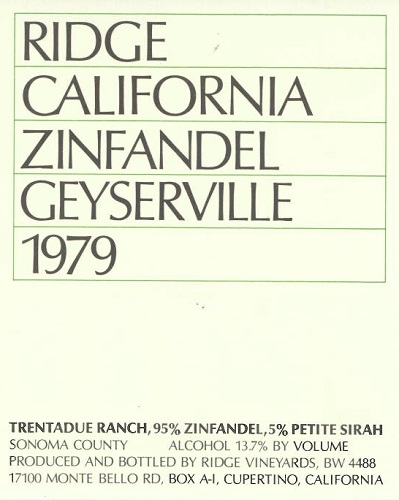 RIDGE
CALIFORNIA
ZINFANDEL
GEYSERVILLE
1979
TRENTADUE RANCH, 95% ZINFANDEL, 5% PETITE SIRAH
SONOMA COUNTY ALCOHOL 13.7% BY VOLUME
PRODUCED AND BOTTLED BY RIDGE VINEYARDS, BW 4488
17100 MONTE BELLO RD, BOX A-I, CUPERTINO, CALIFORNIA